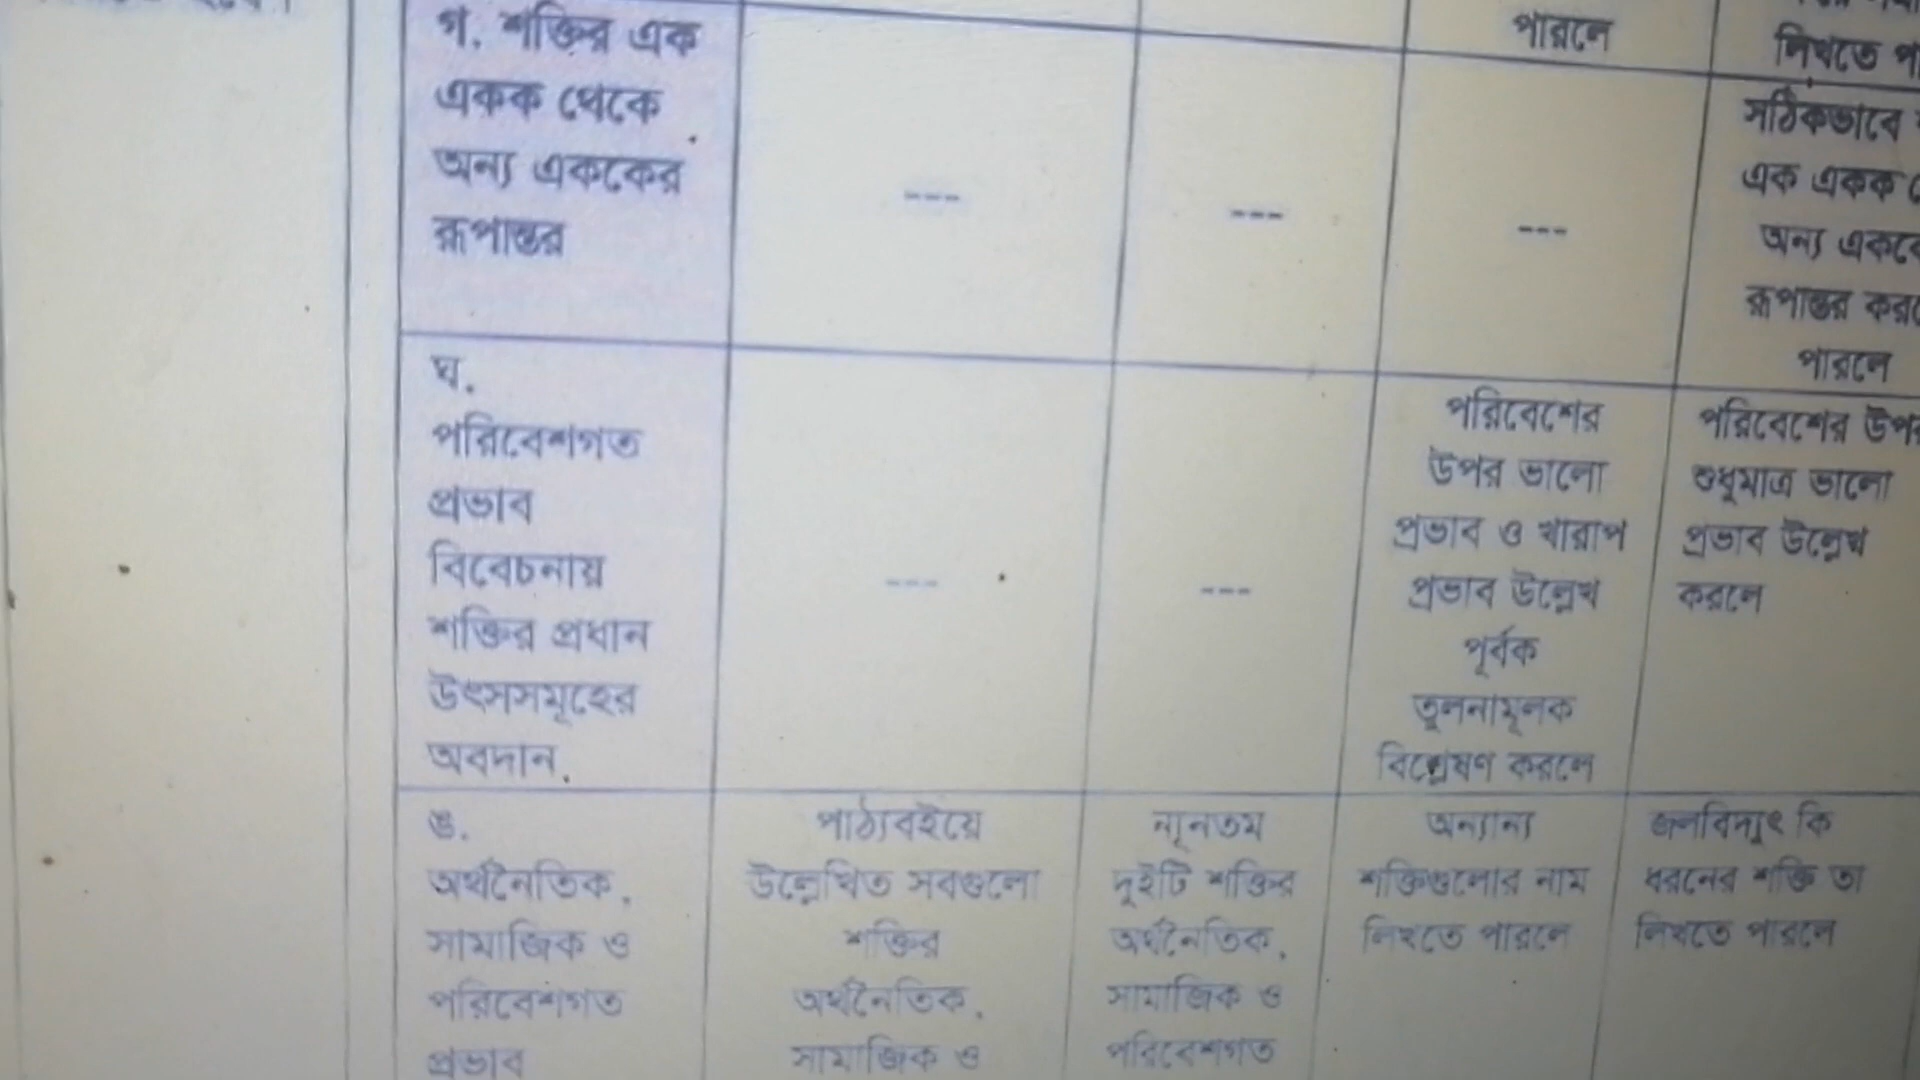 গ. শক্তির এক
একক থেকে
অন্য এককের
রূপান্তর
---
---
পারলে
---
লিখতে
সঠিকভাবে
এক একক
অন্য
রূপান্তর
পারলে
ঘ.
পরিবেশগত
প্রভাব
বিবেচনায়
শক্তির প্রধান
উৎসসমূহের
অবদান.
---
---
পরিবেশের
উপর ভালো
প্রভাব ও খারাপ
প্রভাব উল্লেখ
পূর্বক
তুলনামূলক
বিশ্লেষণ করলে
পরিবেশের
শুধুমাত্র ভালো
প্রভাব উল্লেখ
করলে
ঙ.
অর্থনৈতিক,
সামাজিক ও
পরিবেশগত
প্রভাব
পাঠ্যবইয়ে
উল্লেখিত সবগুলো
শক্তির
অর্থনৈতিক,
সামাজিক ও
ন্যূনতম
দুইটি শক্তির
অর্থনৈতিক,
সামাজিক ও
পরিবেশগত
অন্যান্য
শক্তিগুলোর নাম
লিখতে পারলে
জলবিদ্যুৎ কি
ধরনের শক্তি তা
লিখতে পারলে